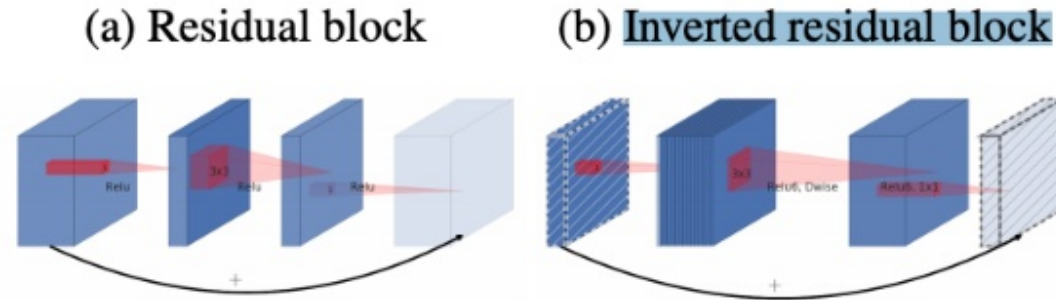 (a) Residual block
(b) Inverted residual block
Relu
3x3
Relu
Relu
3x3
Relu6, Dwise
Relu6, 1x1
+
+